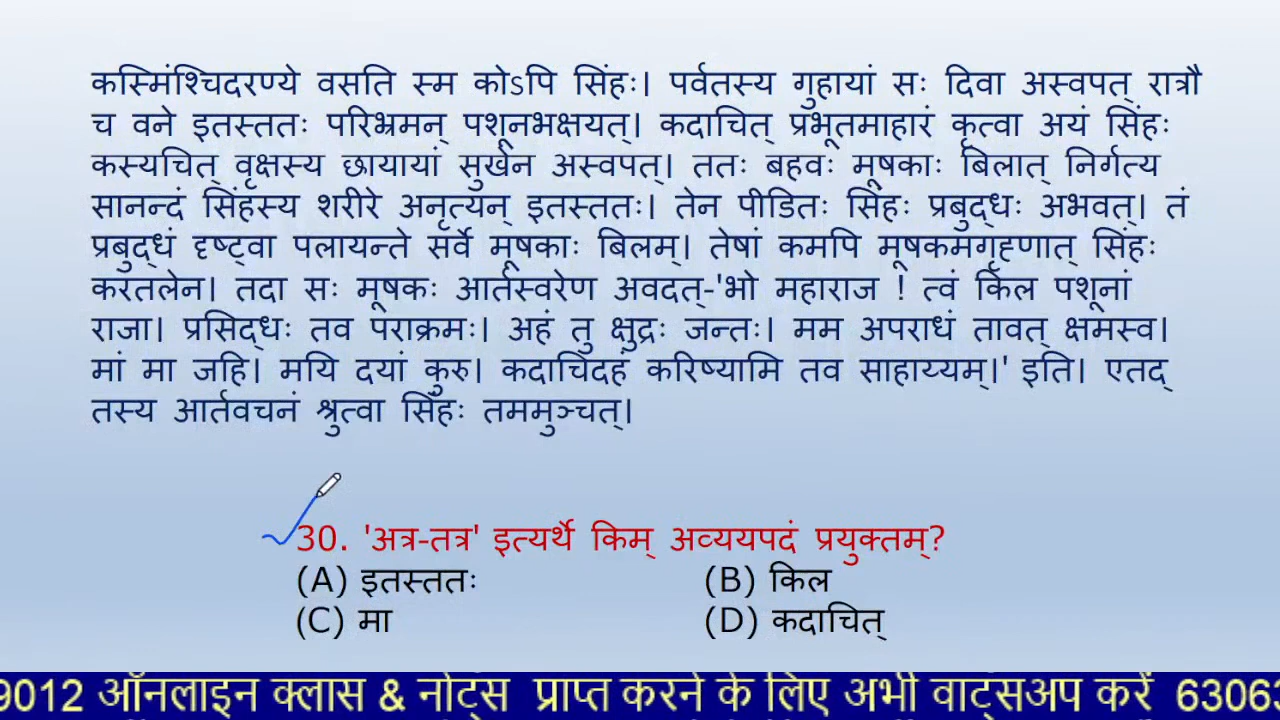 कस्मिंश्चिदरण्ये वसति स्म कोऽपि सिंहः। पर्वतस्य गुहायां सः दिवा अस्वपत् रात्रौ
च वने इतस्ततः परिभ्रमन् पशूनभक्षयत्। कदाचित् प्रभूतमाहारं कृत्वा अयं सिंहः
कस्यचित् वृक्षस्य छायायां सुखेन अस्वपत्। ततः बहवः मूषकाः बिलात् निर्गत्य
सानन्दं सिंहस्य शरीरे अनृत्यन् इतस्ततः। तेन पीडितः सिंहः प्रबुद्धः अभवत्। तं
प्रबुद्धं दृष्ट्वा पलायन्ते सर्वे मूषकाः बिलम्। तेषां कमपि मूषकमगृह्णात् सिंहः
करतलेन। तदा सः मूषकः आर्तस्वरेण अवदत्-'भो महाराज ! त्वं किल पशूनां
राजा। प्रसिद्धः तव पराक्रमः। अहं तु क्षुद्रः जन्तः। मम अपराधं तावत् क्षमस्व।
मां मा जहि। मयि दयां कुरु। कदाचिदहं करिष्यामि तव साहाय्यम्।' इति। एतद्
तस्य आर्तवचनं श्रुत्वा सिंहः तममुञ्चत्।
30. 'अत्र-तत्र' इत्यर्थे किम् अव्ययपदं प्रयुक्तम्?
(A) इतस्ततः (B) किल
(C) मा (D) कदाचित्
9012 ऑनलाइन क्लास & नोट्स प्राप्त करने के लिए अभी वाट्सअप करें 6306